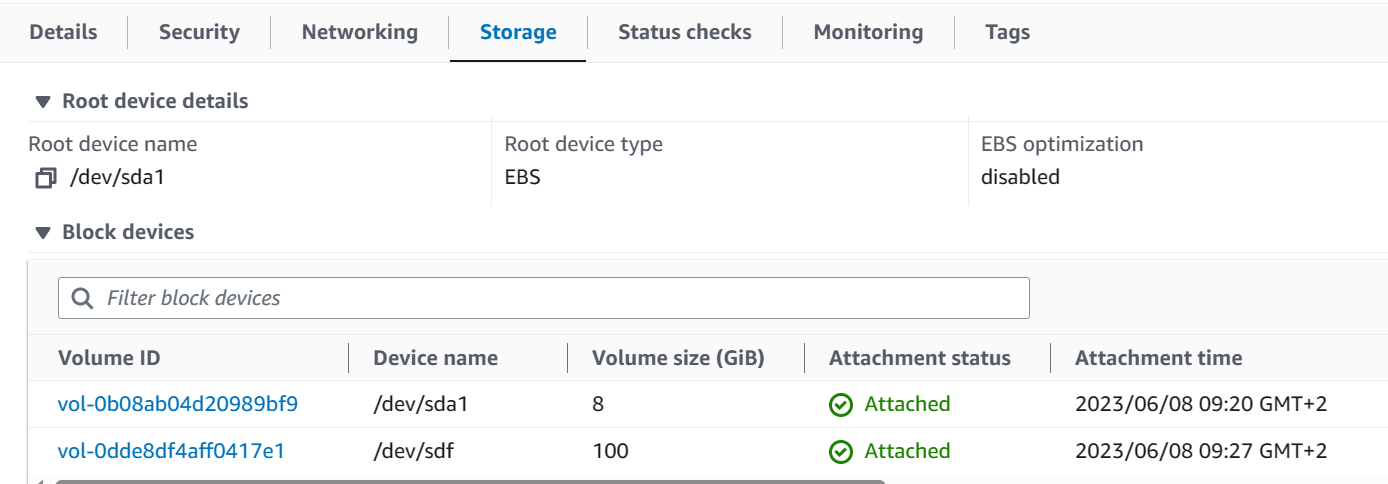 Details Security Networking Storage Status checks Monitoring Tags
Root device details
Root device name Root device type EBS optimization
/dev/sda1 EBS disabled
Block devices
Filter block devices
Volume ID Device name Volume size (GiB) Attachment status Attachment time
vol-0b08ab04d20989bf9 /dev/sda1 8 Attached 2023/06/08 09:20 GMT+2
vol-0dde8df4aff0417e1 /dev/sdf 100 Attached 2023/06/08 09:27 GMT+2